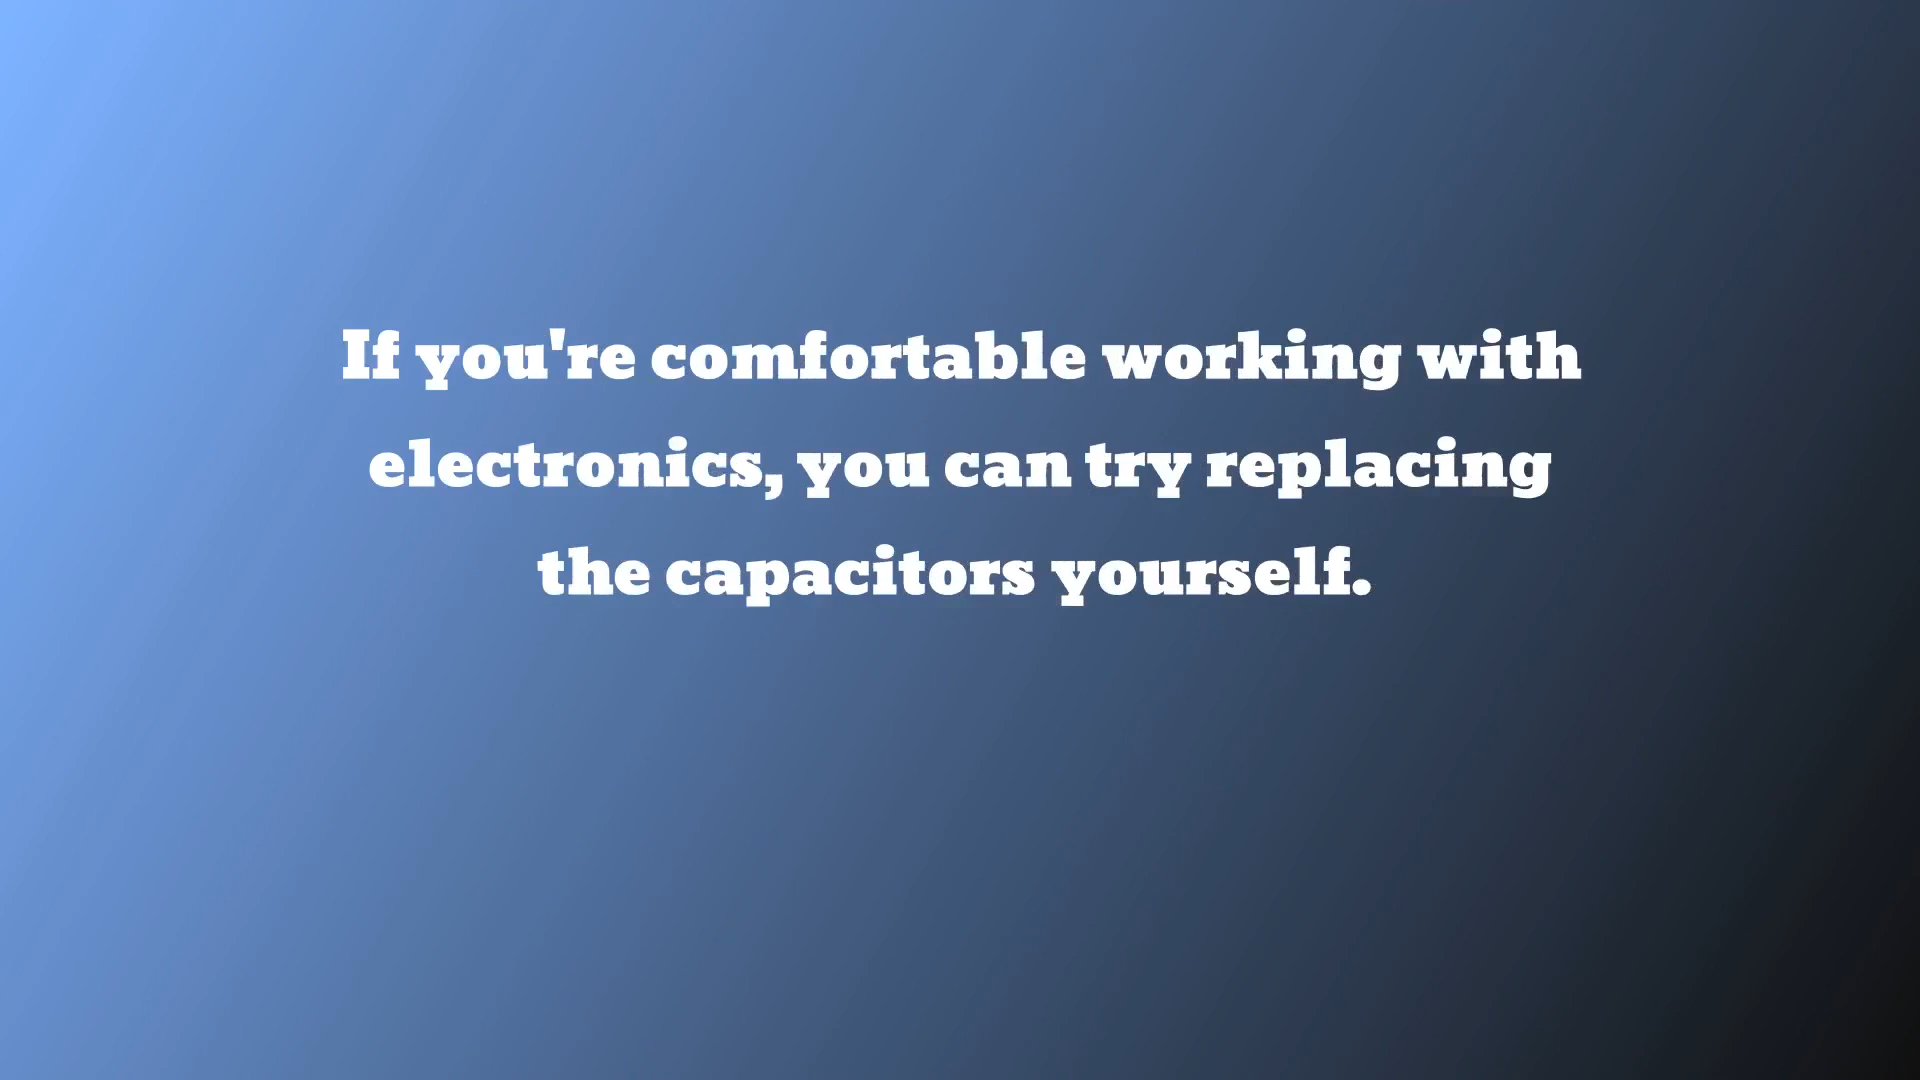 If you're comfortable working with
electronics, you can try replacing
the capacitors yourself.